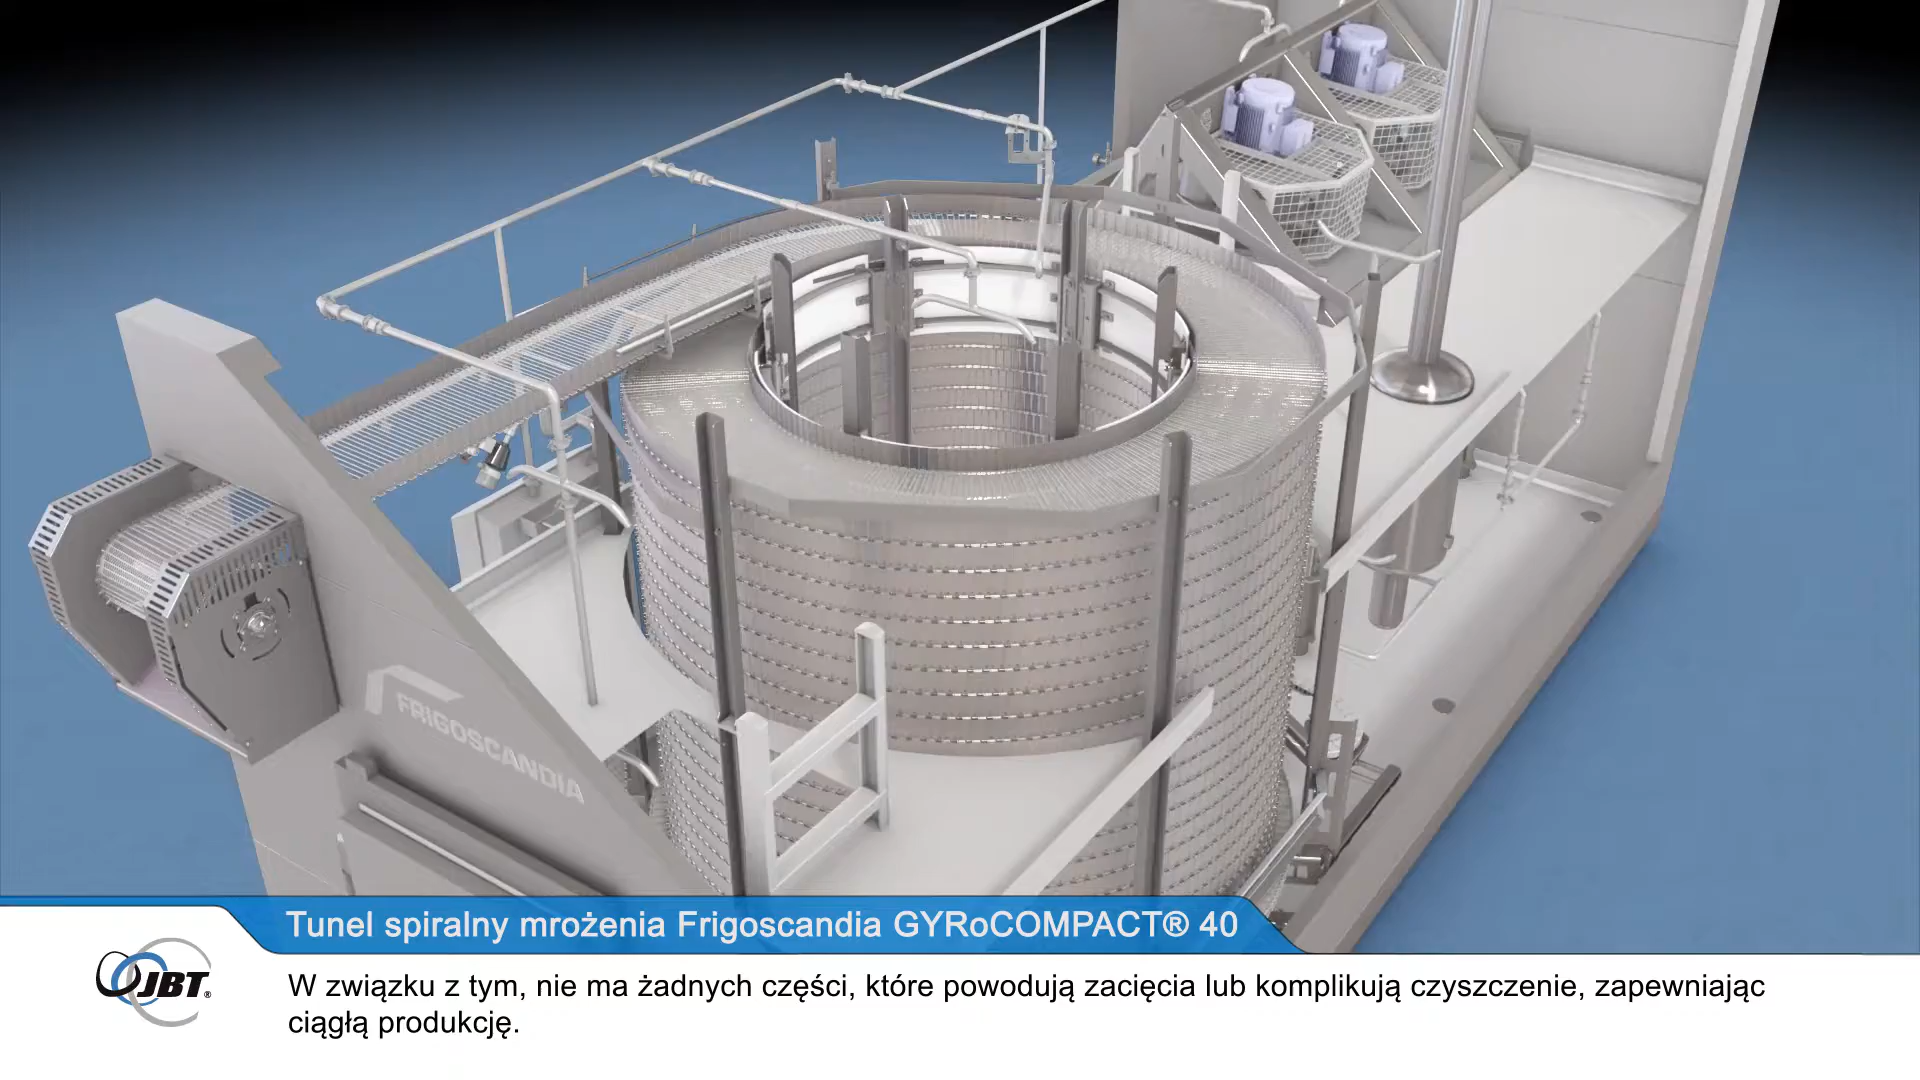 FRIGOSCANDIA
Tunel spiralny mrożenia Frigoscandia GYRoCOMPACT® 40
JBT®
W związku z tym, nie ma żadnych części, które powodują zacięcia lub komplikują czyszczenie, zapewniając
ciągłą produkcję.